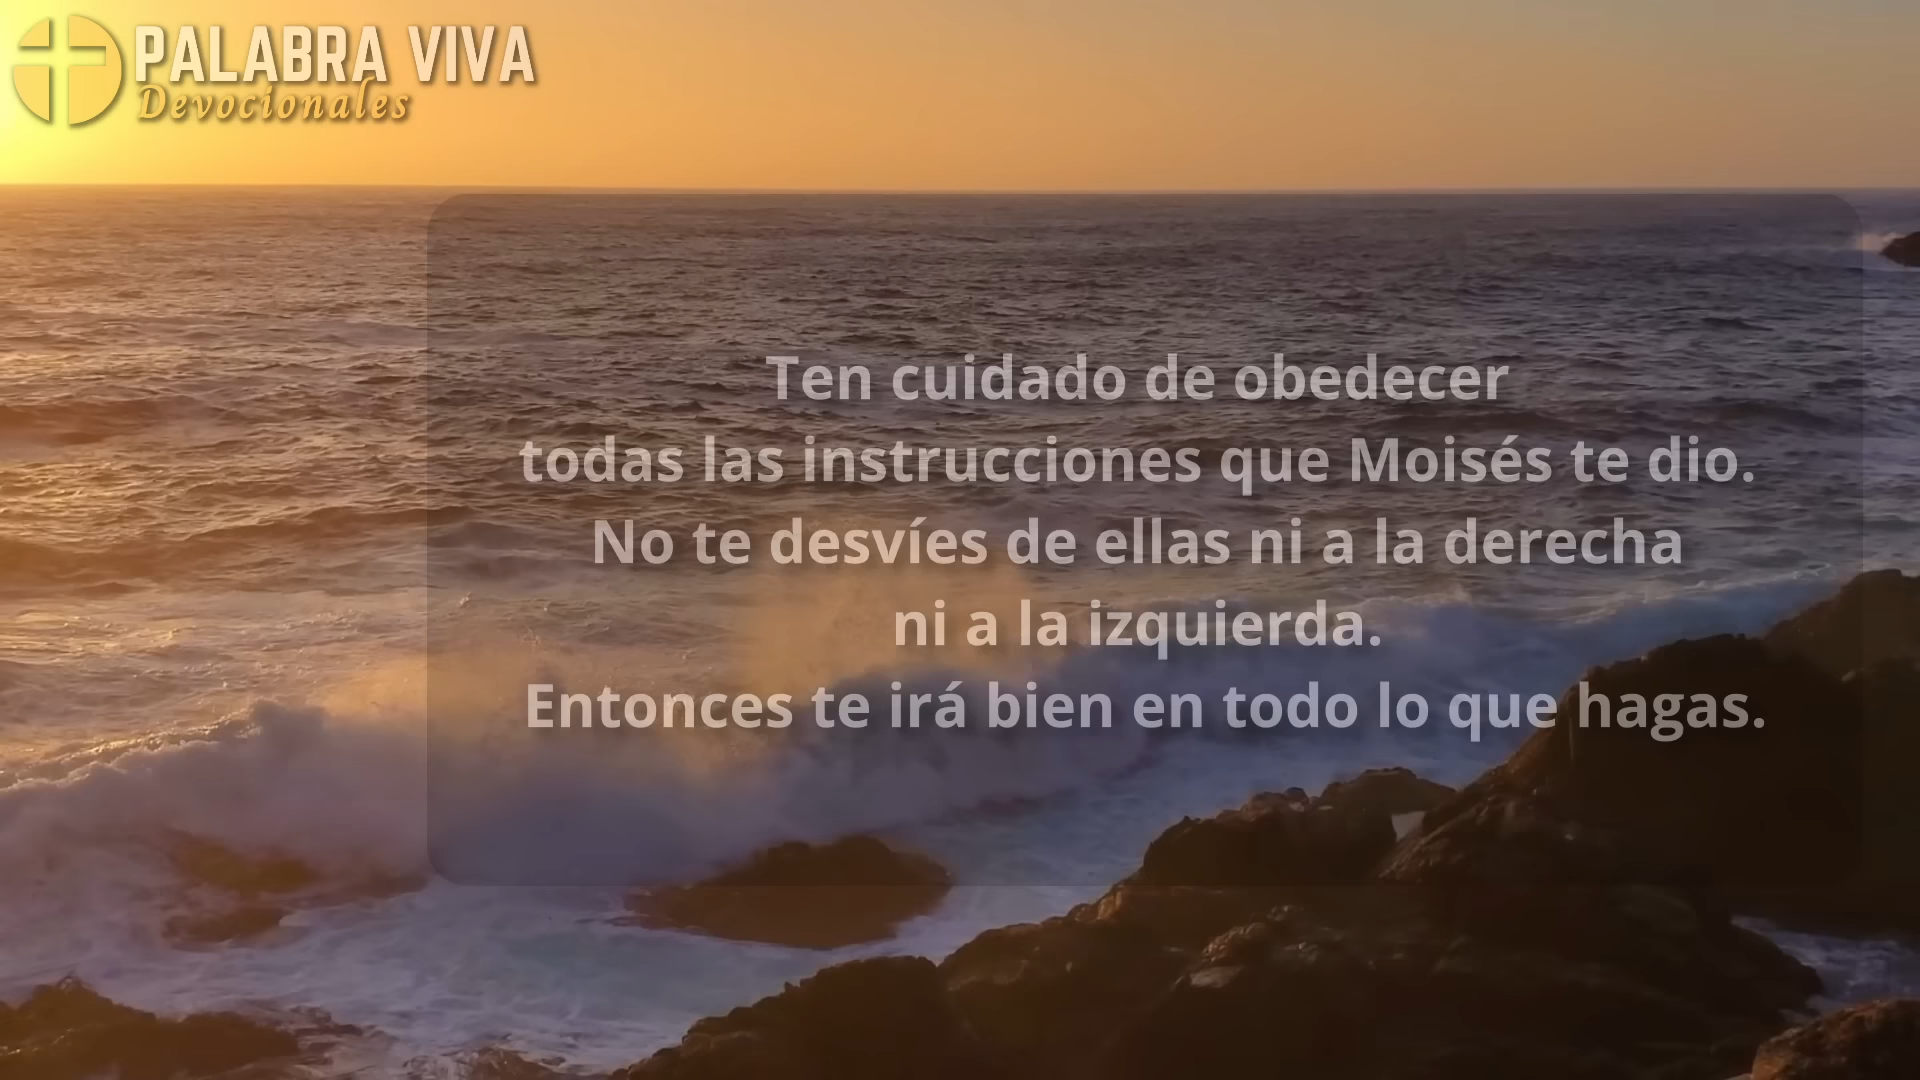 PALABRA VIVA
Devocionales
Ten cuidado de obedecer
todas las instrucciones que Moisés te dio.
No te desvíes de ellas ni a la derecha
ni a la izquierda.
Entonces te irá bien en todo lo que hagas.